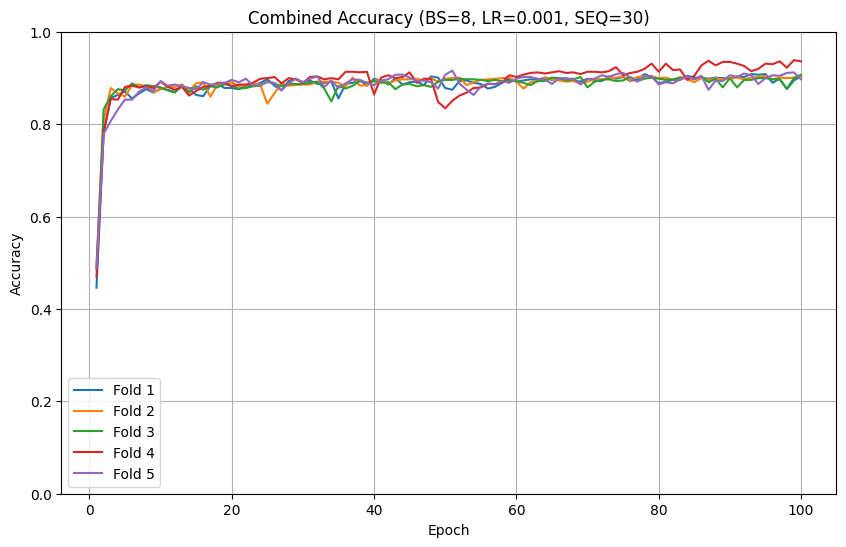 Combined Accuracy (BS=8, LR=0.001, SEQ=30)
Accuracy
1.0
0.8
0.6
0.4
0.2
0.0
Fold 1
Fold 2
Fold 3
Fold 4
Fold 5
0 20 40 60 80 100
Epoch